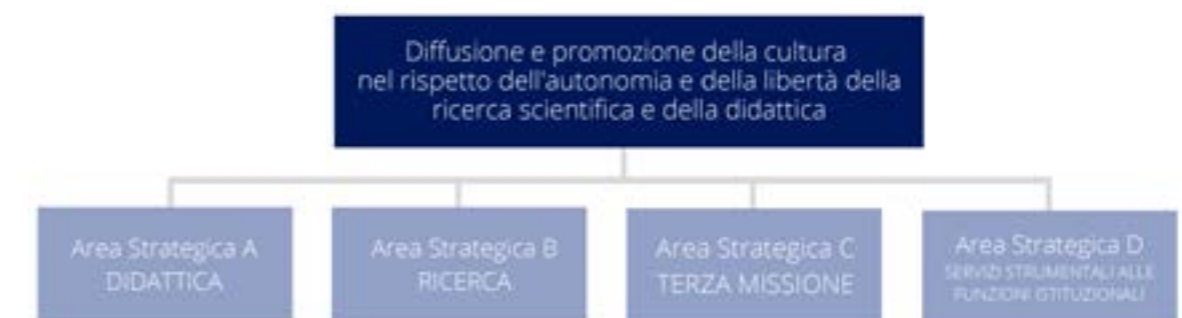 Diffusione e promozione della cultura
nel rispetto dell'autonomia e della libertà della
ricerca scientifica e della didattica
Area Strategica A
DIDATTICA
Area Strategica B
RICERCA
Area Strategica C
TERZA MISSIONE
Area Strategica D
SERVIZI STRUMENTALI ALLE
FUNZIONI ISTITUZIONALI